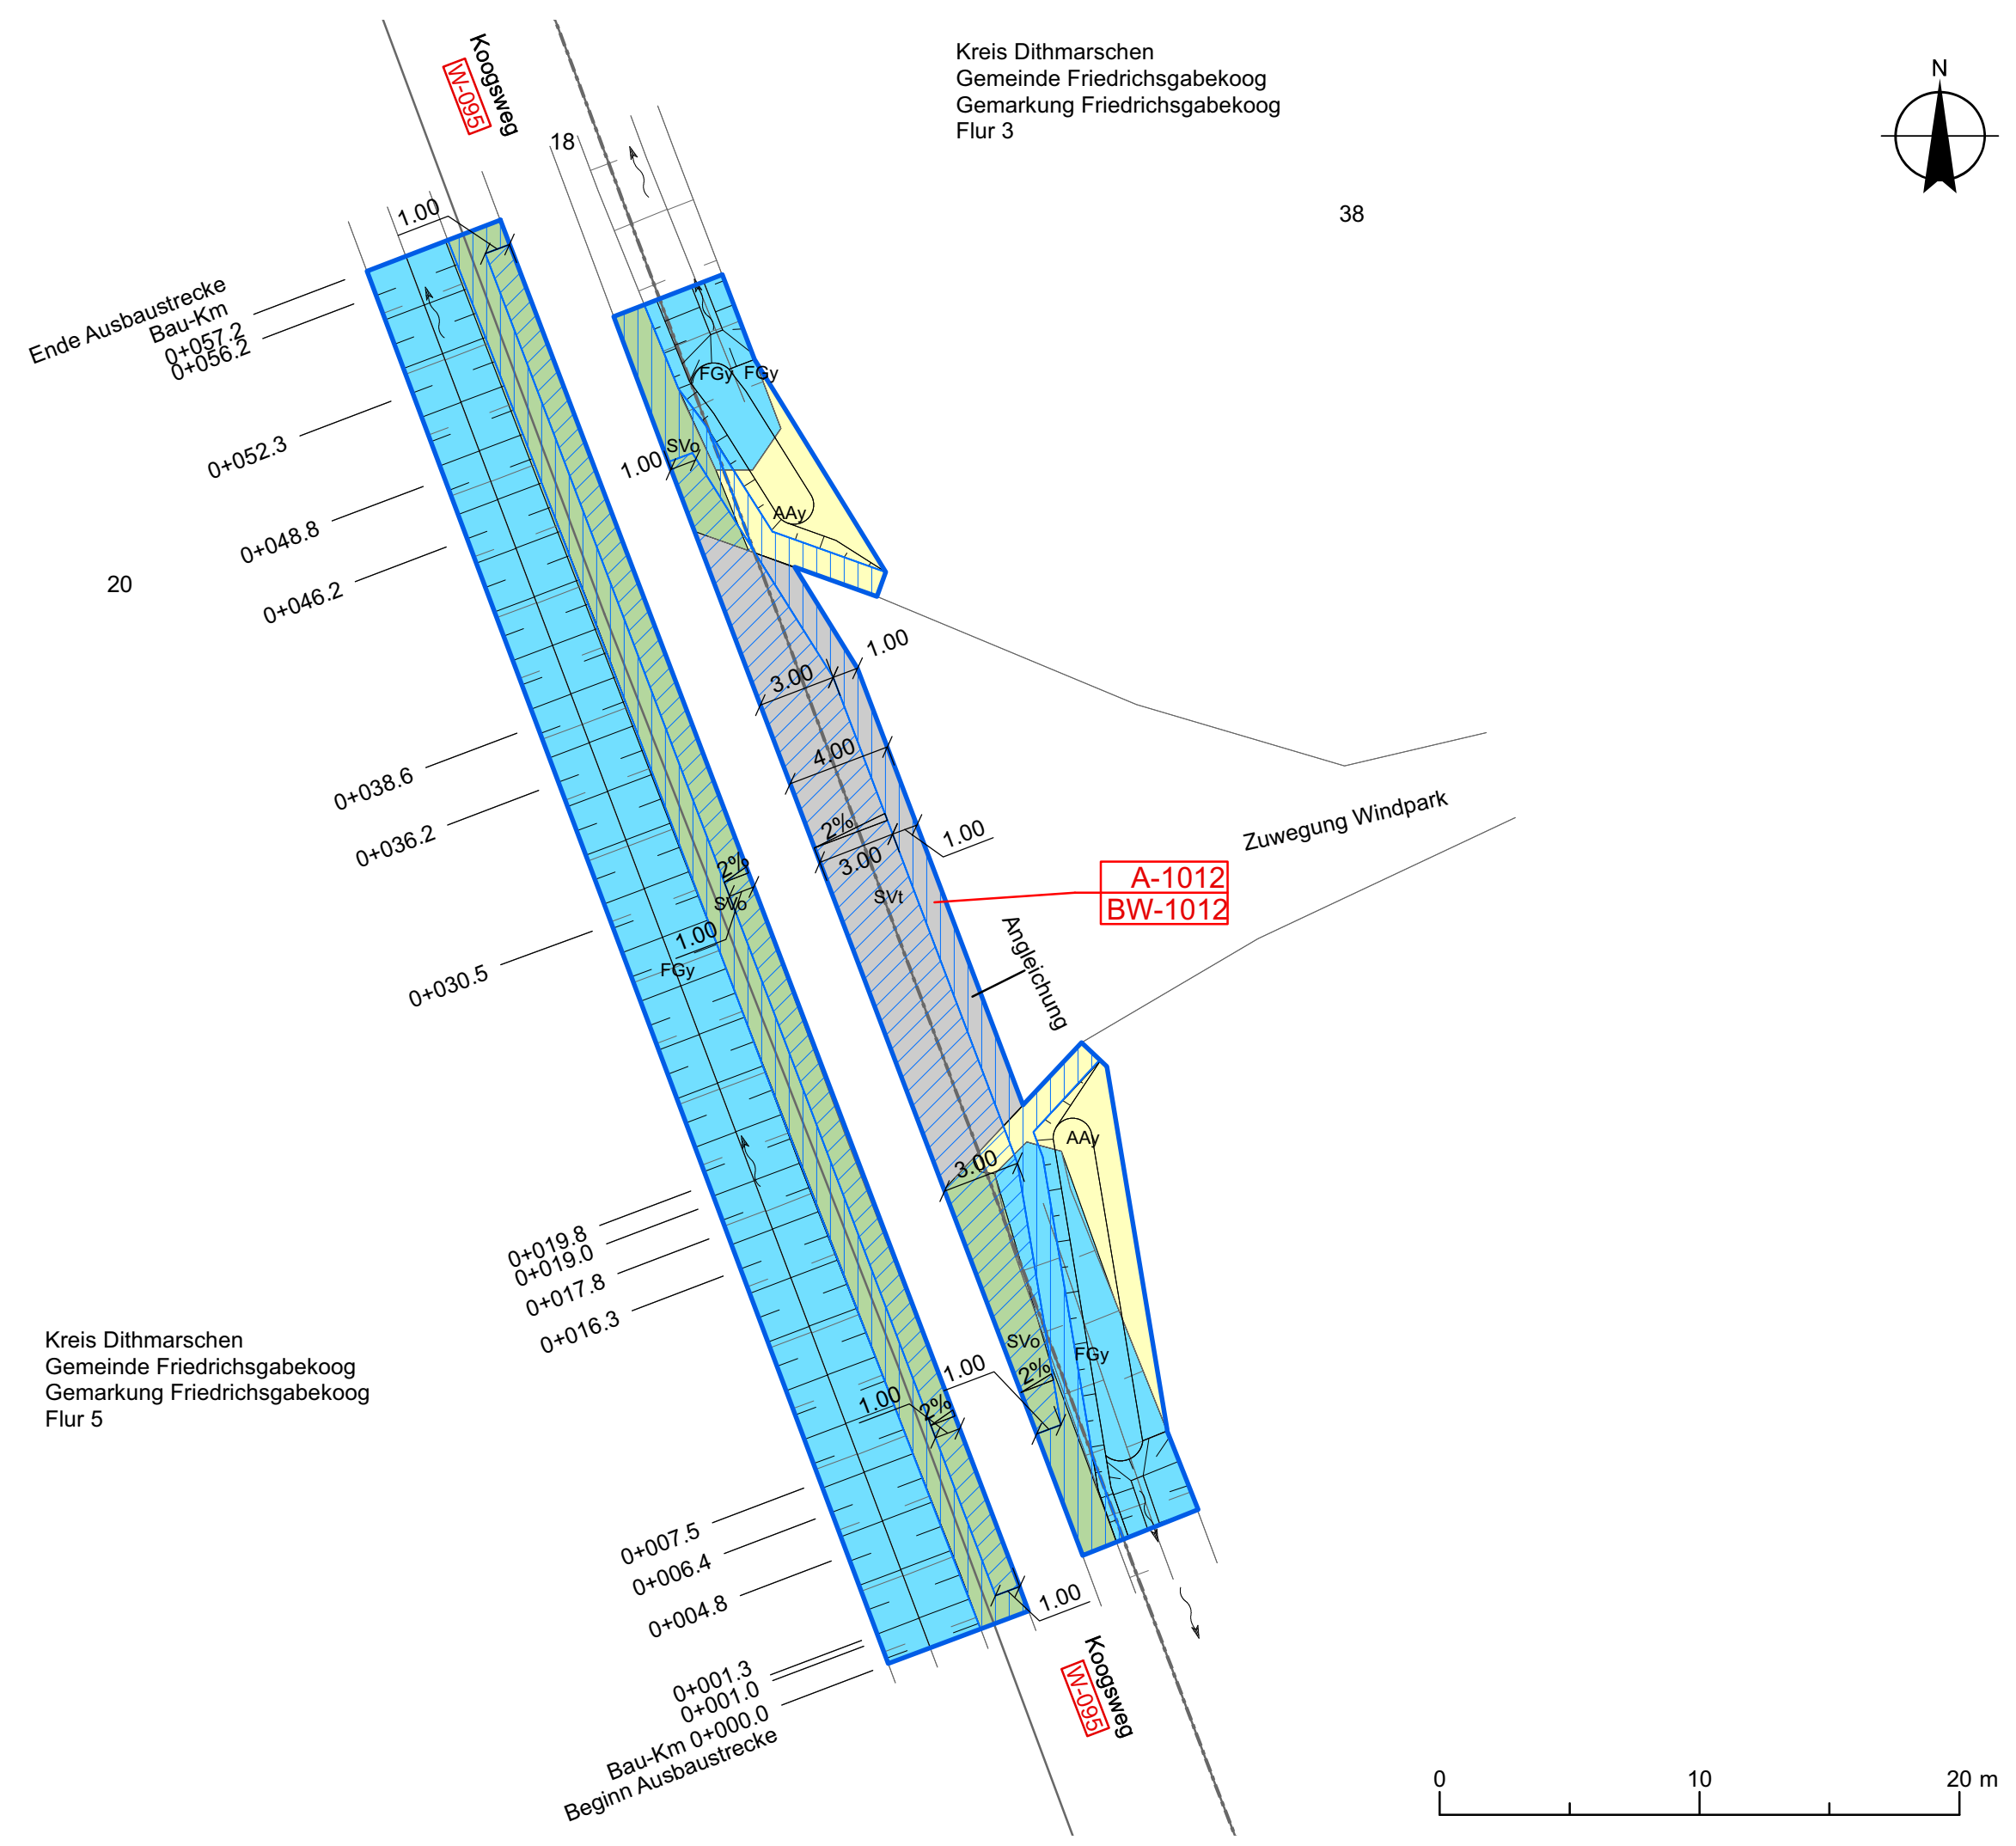 Koogsweg
W-095
Kreis Dithmarschen
Gemeinde Friedrichsgabekoog
Gemarkung Friedrichsgabekoog
Flur 3
N
18
38
1.00
Ende Ausbaustrecke
Bau-Km
0+057.2
0+056.2
0+052.3
0+048.8
0+046.2
0+038.6
0+036.2
0+030.5
20
FGy
FGy
SVo
1.00
AAy
1.00
3.00
4.00
2%
3.00
1.00
SVt
Zuwegung Windpark
A-1012
BW-1012
Angleichung
2%
SVo
1.00
FGy
AAy
3.00
0+019.8
0+019.0
0+017.8
0+016.3
Kreis Dithmarschen
Gemeinde Friedrichsgabekoog
Gemarkung Friedrichsgabekoog
Flur 5
SVo
FGy
2%
1.00
1.00
2%
0+007.5
0+006.4
0+004.8
0+001.3
0+001.0
Bau-Km 0+000.0
Beginn Ausbaustrecke
1.00
Koogsweg
W-095
0 10 20 m